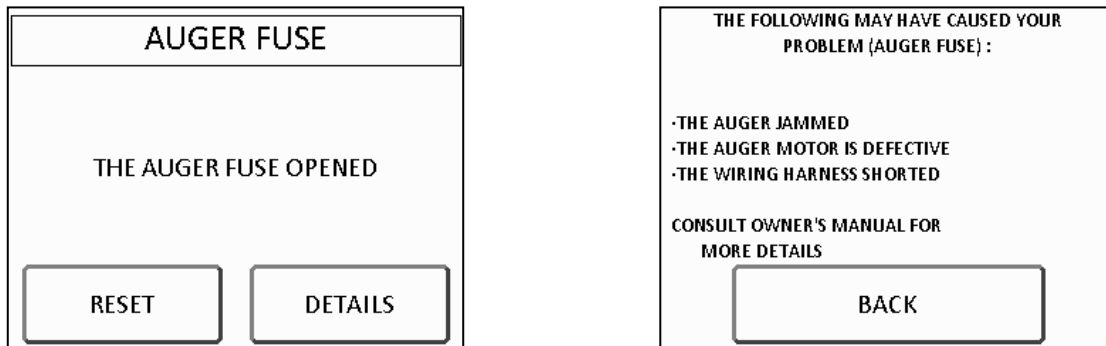 AUGER FUSE
THE AUGER FUSE OPENED
RESET
DETAILS
THE FOLLOWING MAY HAVE CAUSED YOUR
PROBLEM (AUGER FUSE) :
·THE AUGER JAMMED
·THE AUGER MOTOR IS DEFECTIVE
·THE WIRING HARNESS SHORTED
CONSULT OWNER'S MANUAL FOR
MORE DETAILS
BACK